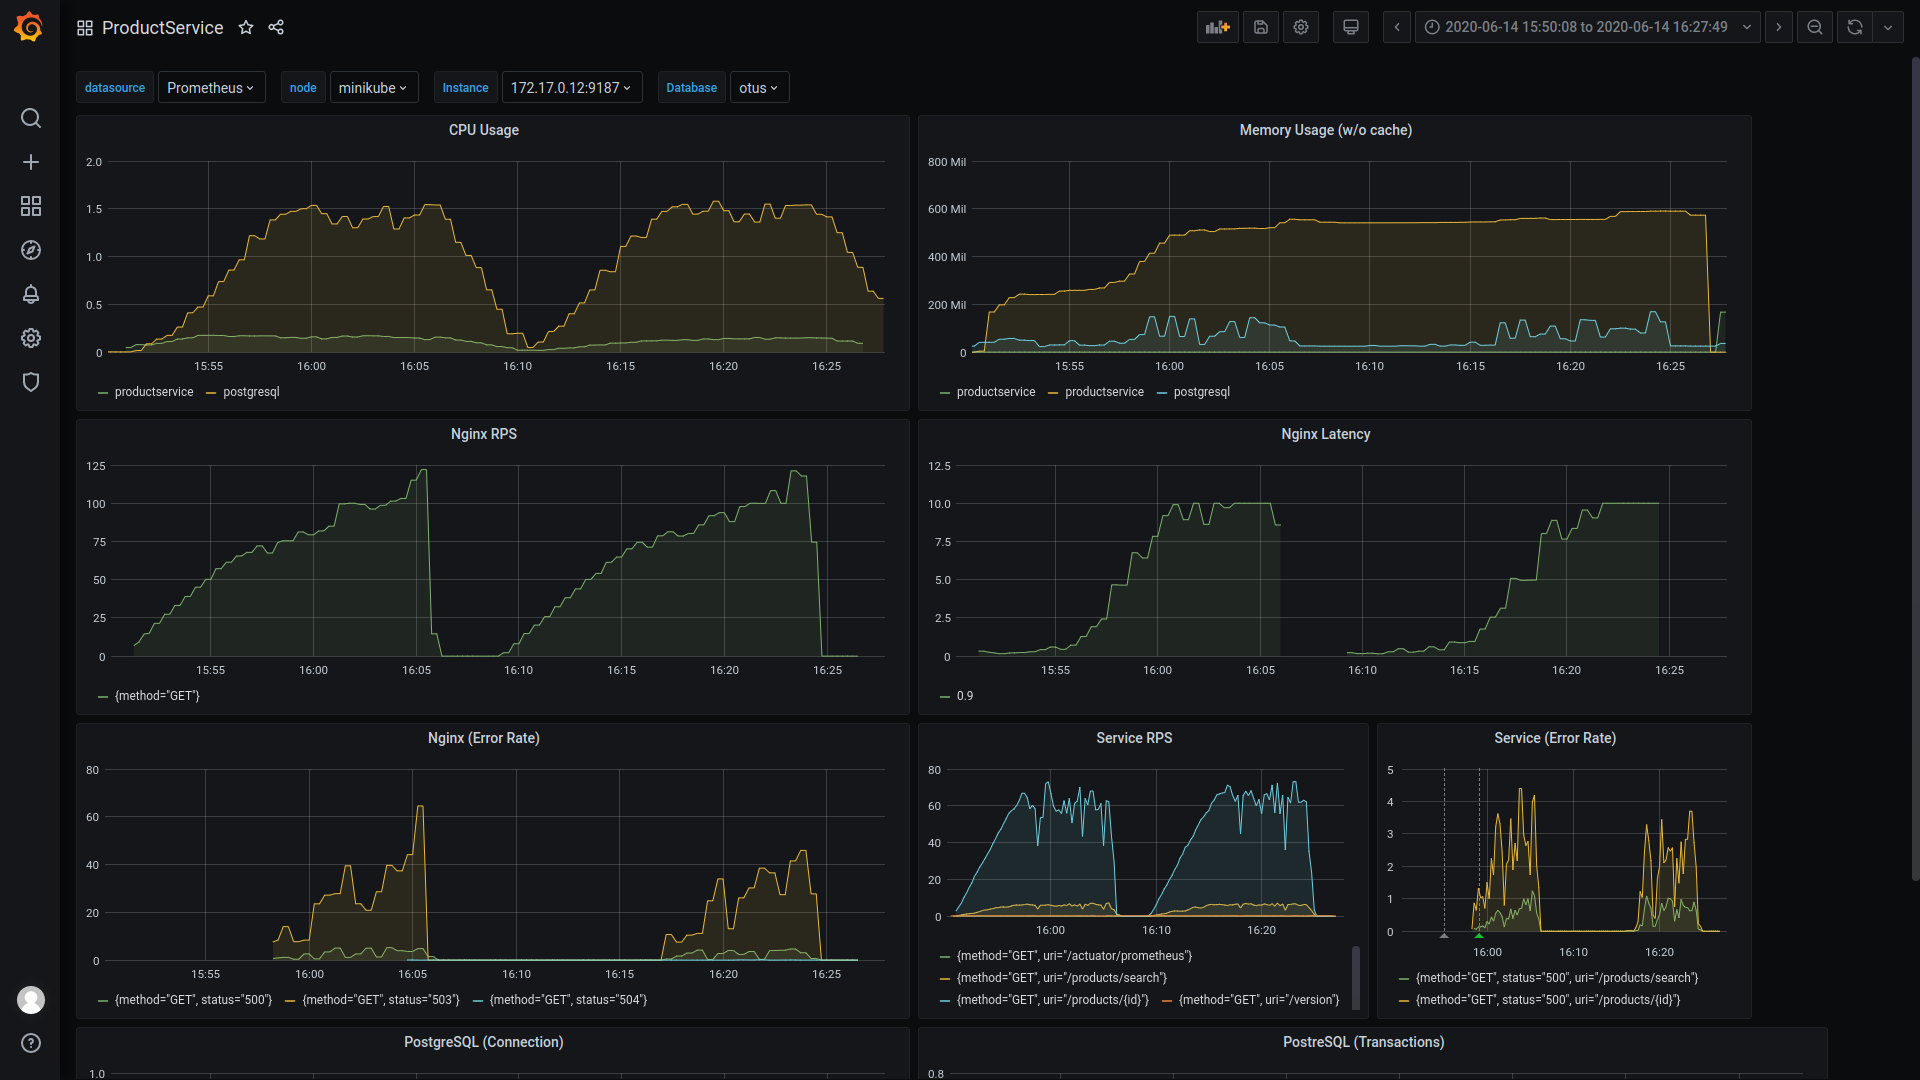 ProductService
2020-06-14 15:50:08 to 2020-06-14 16:27:49
datasource Prometheus node minikube Instance 172.17.0.12:9187 Database otus
CPU Usage
2.0
1.5
1.0
0.5
0
15:55 16:00 16:05 16:10 16:15 16:20 16:25
productservice postgresql
Memory Usage (w/o cache)
800 Mil
600 Mil
400 Mil
200 Mil
0
15:55 16:00 16:05 16:10 16:15 16:20 16:25
productservice productservice postgresql
Nginx RPS
125
100
75
50
25
0
15:55 16:00 16:05 16:10 16:15 16:20 16:25
{method="GET"}
Nginx Latency
12.5
10.0
7.5
5.0
2.5
0
15:55 16:00 16:05 16:10 16:15 16:20 16:25
0.9
Nginx (Error Rate)
80
60
40
20
0
15:55 16:00 16:05 16:10 16:15 16:20 16:25
{method="GET", status="500"} {method="GET", status="503"} {method="GET", status="504"}
Service RPS
80
60
40
20
0
16:00 16:10 16:20
{method="GET", uri="/actuator/prometheus"}
{method="GET", uri="/products/search"}
{method="GET", uri="/products/{id}"} {method="GET", uri="/version"}
Service (Error Rate)
5
4
3
2
1
0
16:00 16:10 16:20
{method="GET", status="500", uri="/products/search"}
{method="GET", status="500", uri="/products/{id}"}
PostgreSQL (Connection)
1.0
PostreSQL (Transactions)
0.8